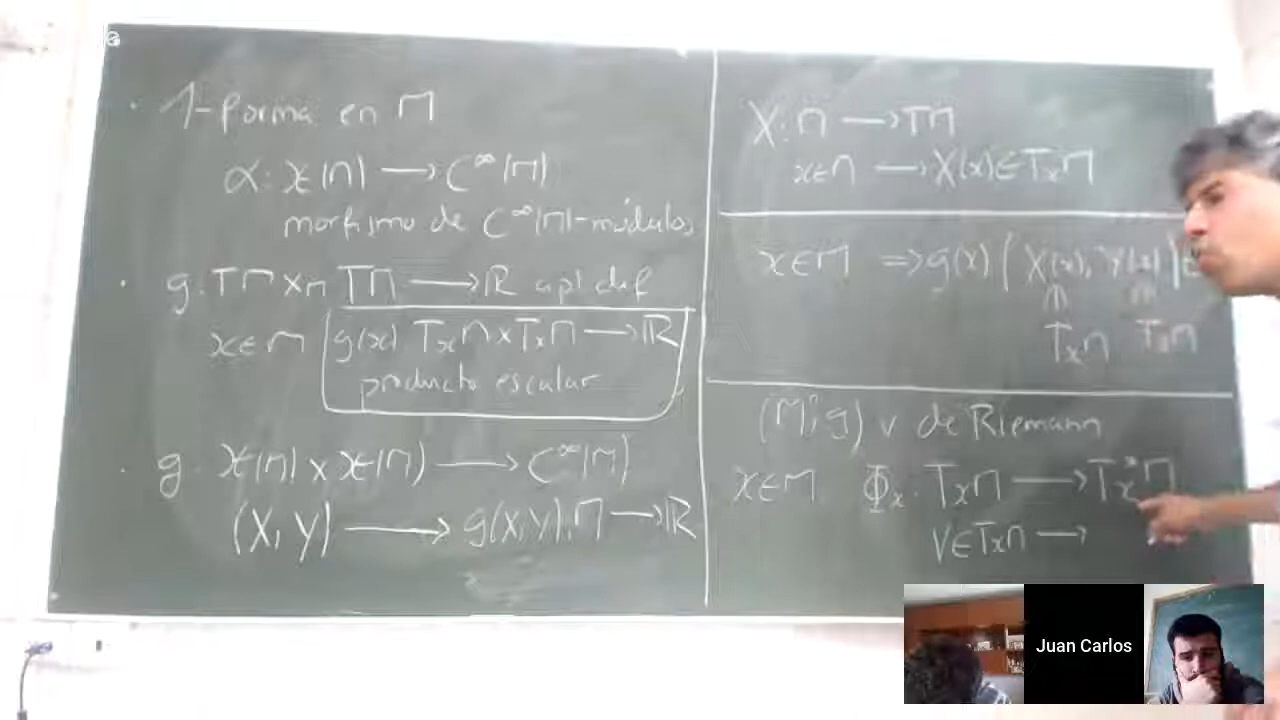 · 1-forma en M
α: 𝔛(M) ⟶ C^∞(M)
morfismo de C^∞(M)-módulos
· g: TM ×_M TM ⟶ ℝ apl dif
x∈M g(x) T_xM × T_xM ⟶ ℝ
producto escalar
· g: 𝔛(M) × 𝔛(M) ⟶ C^∞(M)
(X, Y) ⟶ g(X,Y): M ⟶ ℝ
X: M ⟶ TM
x∈M ⟶ X(x) ∈ T_xM
x∈M ⇒ g(x) ( X(x), Y(x) ) ∈
T_xM T_xM
(M, g) v de Riemann
x∈M Φ_x: T_xM ⟶ T_x^*M
v∈T_xM ⟶
Juan Carlos